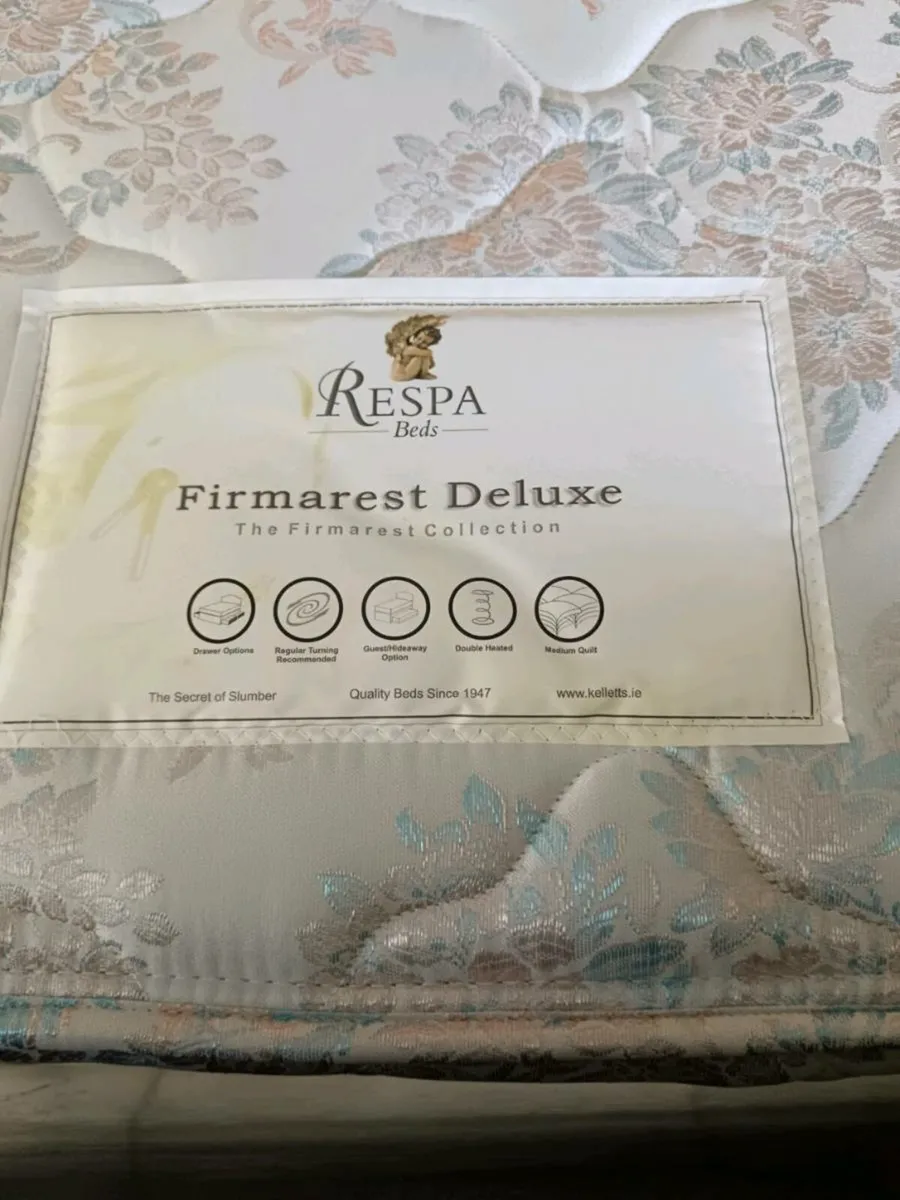 RESPA
Beds
Firmarest Deluxe
The Firmarest Collection
Drawer Options
Regular Turning
Recommended
Guest/Hideaway
Option
Double Heated
Medium Quilt
The Secret of Slumber
Quality Beds Since 1947
www.kelletts.ie